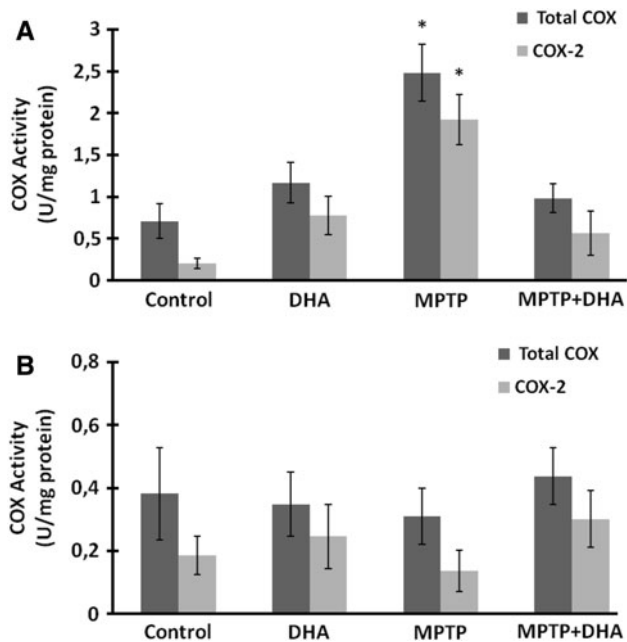 A
Total COX
COX-2
COX Activity
(U/mg protein)
3
2,5
2
1,5
1
0,5
0
*
*
Control DHA MPTP MPTP+DHA
B
Total COX
COX-2
COX Activity
(U/mg protein)
0,8
0,6
0,4
0,2
0
Control DHA MPTP MPTP+DHA